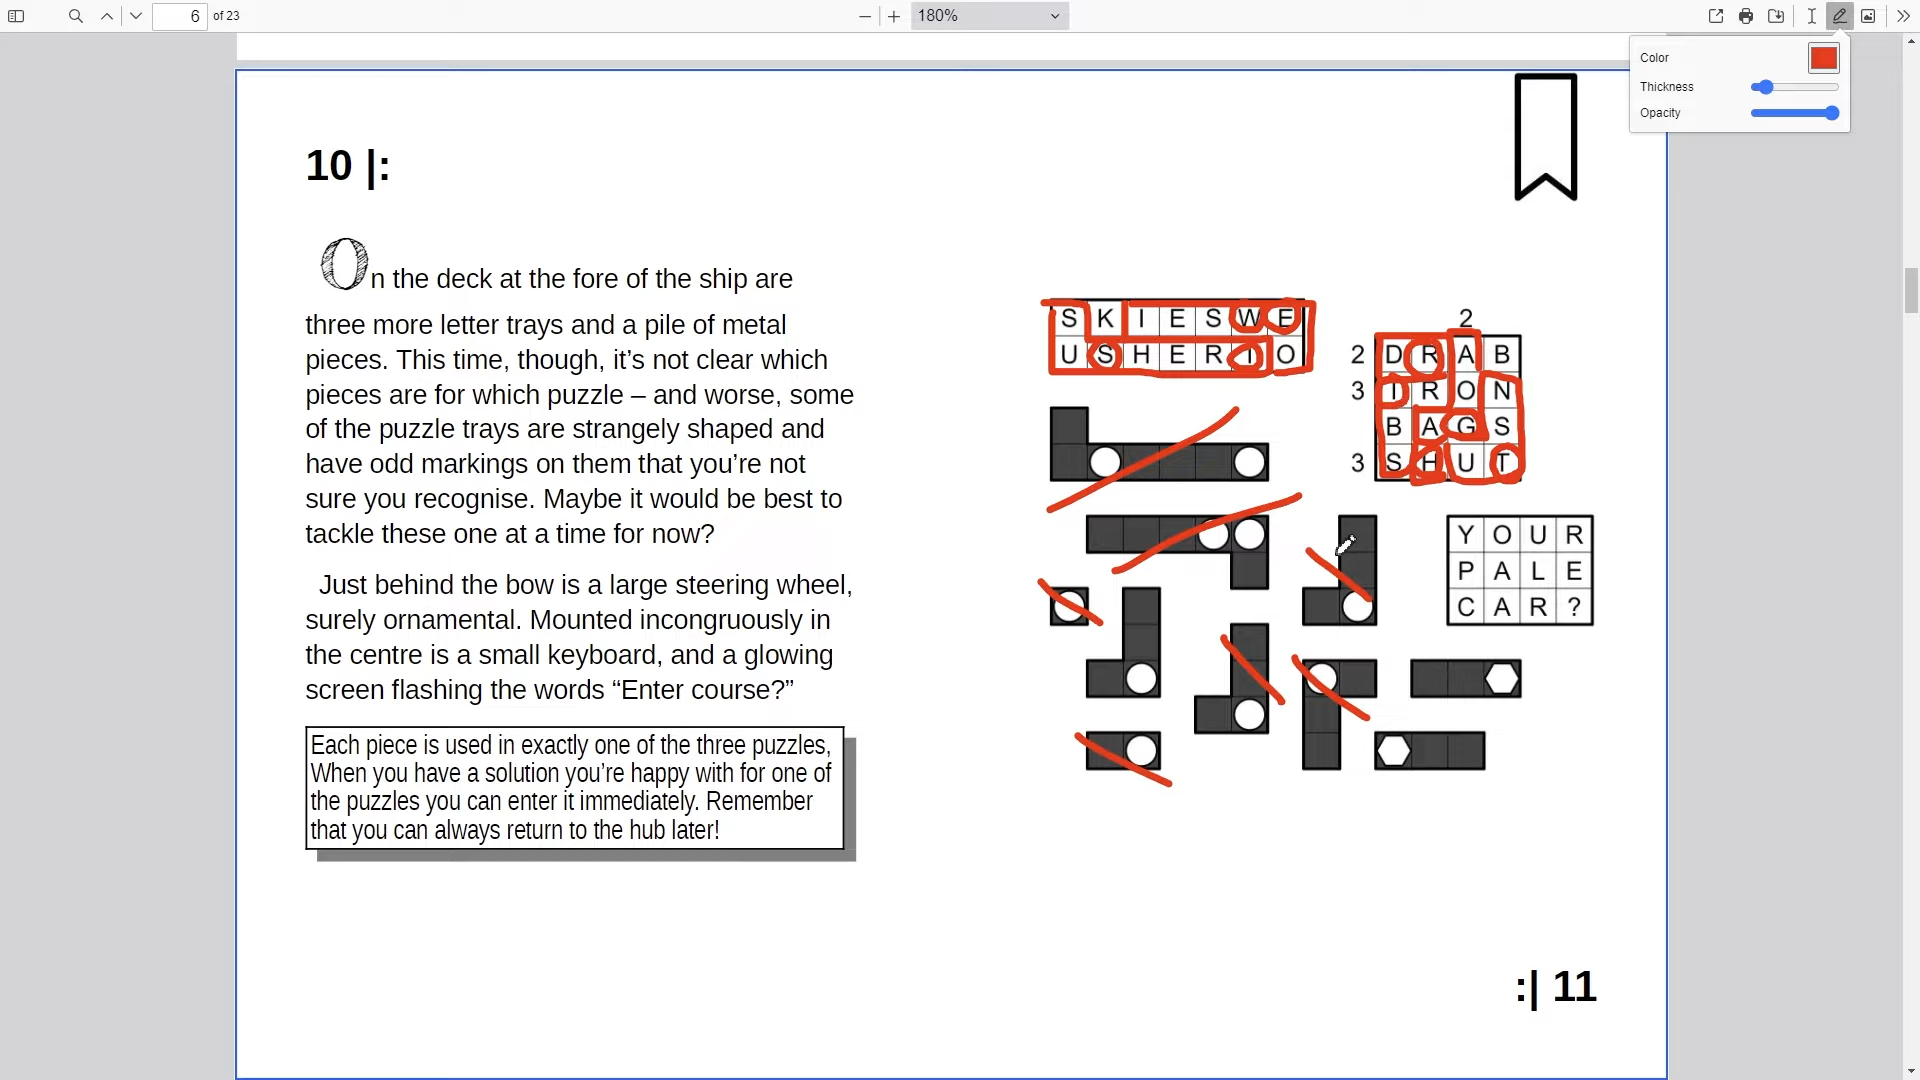 6 of 23
180%
Color
Thickness
Opacity
10 |:
On the deck at the fore of the ship are
three more letter trays and a pile of metal
pieces. This time, though, it’s not clear which
pieces are for which puzzle – and worse, some
of the puzzle trays are strangely shaped and
have odd markings on them that you’re not
sure you recognise. Maybe it would be best to
tackle these one at a time for now?
Just behind the bow is a large steering wheel,
surely ornamental. Mounted incongruously in
the centre is a small keyboard, and a glowing
screen flashing the words “Enter course?”
Each piece is used in exactly one of the three puzzles,
When you have a solution you’re happy with for one of
the puzzles you can enter it immediately. Remember
that you can always return to the hub later!
S K I E S W E
U S H E R I O
2
2 D R A B
3 I R O N
B A G S
3 S H U T
Y O U R
P A L E
C A R ?
:| 11